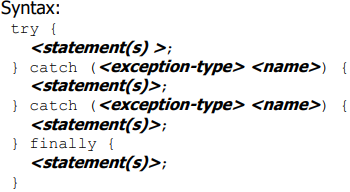 Syntax:
try {
<statement(s) >;
} catch (<exception-type> <name>) {
<statement(s)>;
} catch (<exception-type> <name>) {
<statement(s)>;
} finally {
<statement(s)>;
}